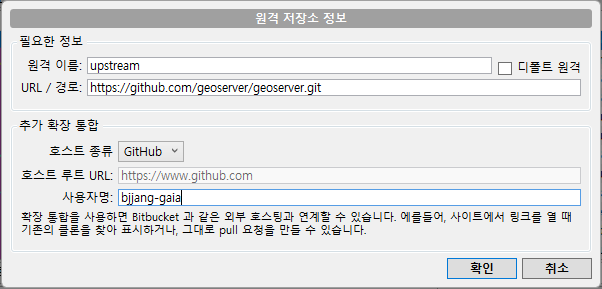 원격 저장소 정보
필요한 정보
원격 이름: upstream 디폴트 원격
URL / 경로: https://github.com/geoserver/geoserver.git
추가 확장 통합
호스트 종류 GitHub
호스트 루트 URL: https://www.github.com
사용자명: bjjang-gaia
확장 통합을 사용하면 Bitbucket 과 같은 외부 호스팅과 연계할 수 있습니다. 예를들어, 사이트에서 링크를 열 때
기존의 클론을 찾아 표시하거나, 그대로 pull 요청을 만들 수 있습니다.
확인 취소